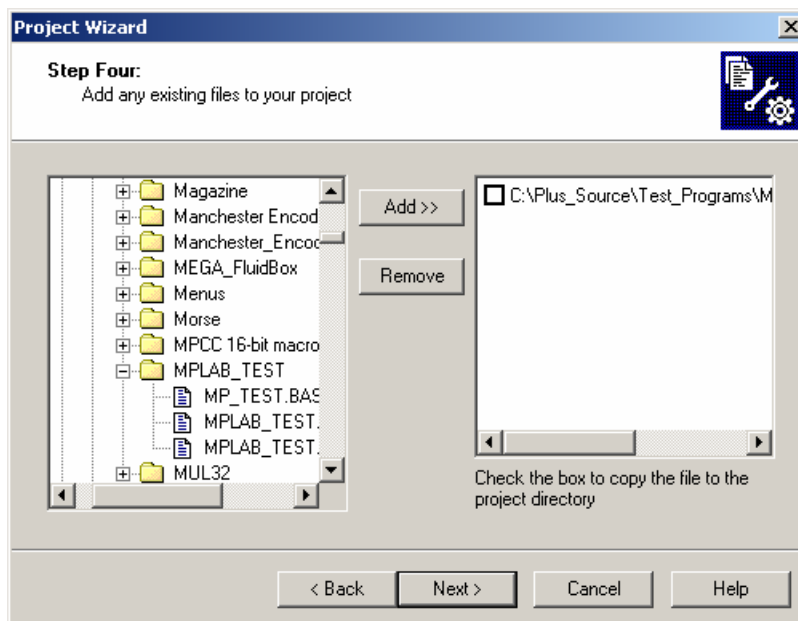 Project Wizard
Step Four:
Add any existing files to your project
Magazine
Manchester Encod
Manchester_Encod
MEGA_FluidBox
Menus
Morse
MPCC 16-bit macro
MPLAB_TEST
MP_TEST.BAS
MPLAB_TEST.
MPLAB_TEST.
MUL32
Add >>
Remove
C:\Plus_Source\Test_Programs\M
Check the box to copy the file to the
project directory
< Back
Next >
Cancel
Help